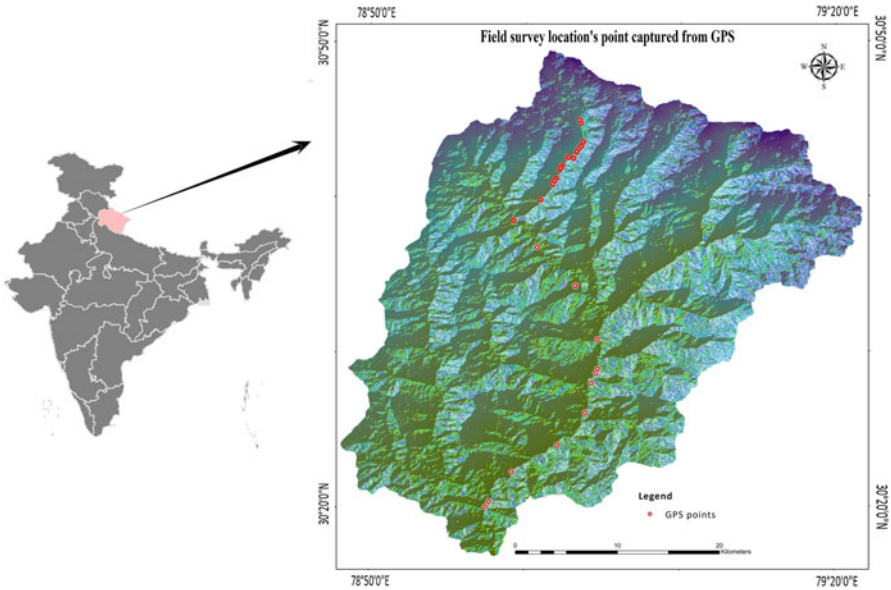 78°50'0"E
79°20'0"E
30°50'0"N
30°50'0"N
Field survey location's point captured from GPS
N
W E
S
Legend
GPS points
30°20'0"N
30°20'0"N
0 10 20
Kilometers
78°50'0"E
79°20'0"E